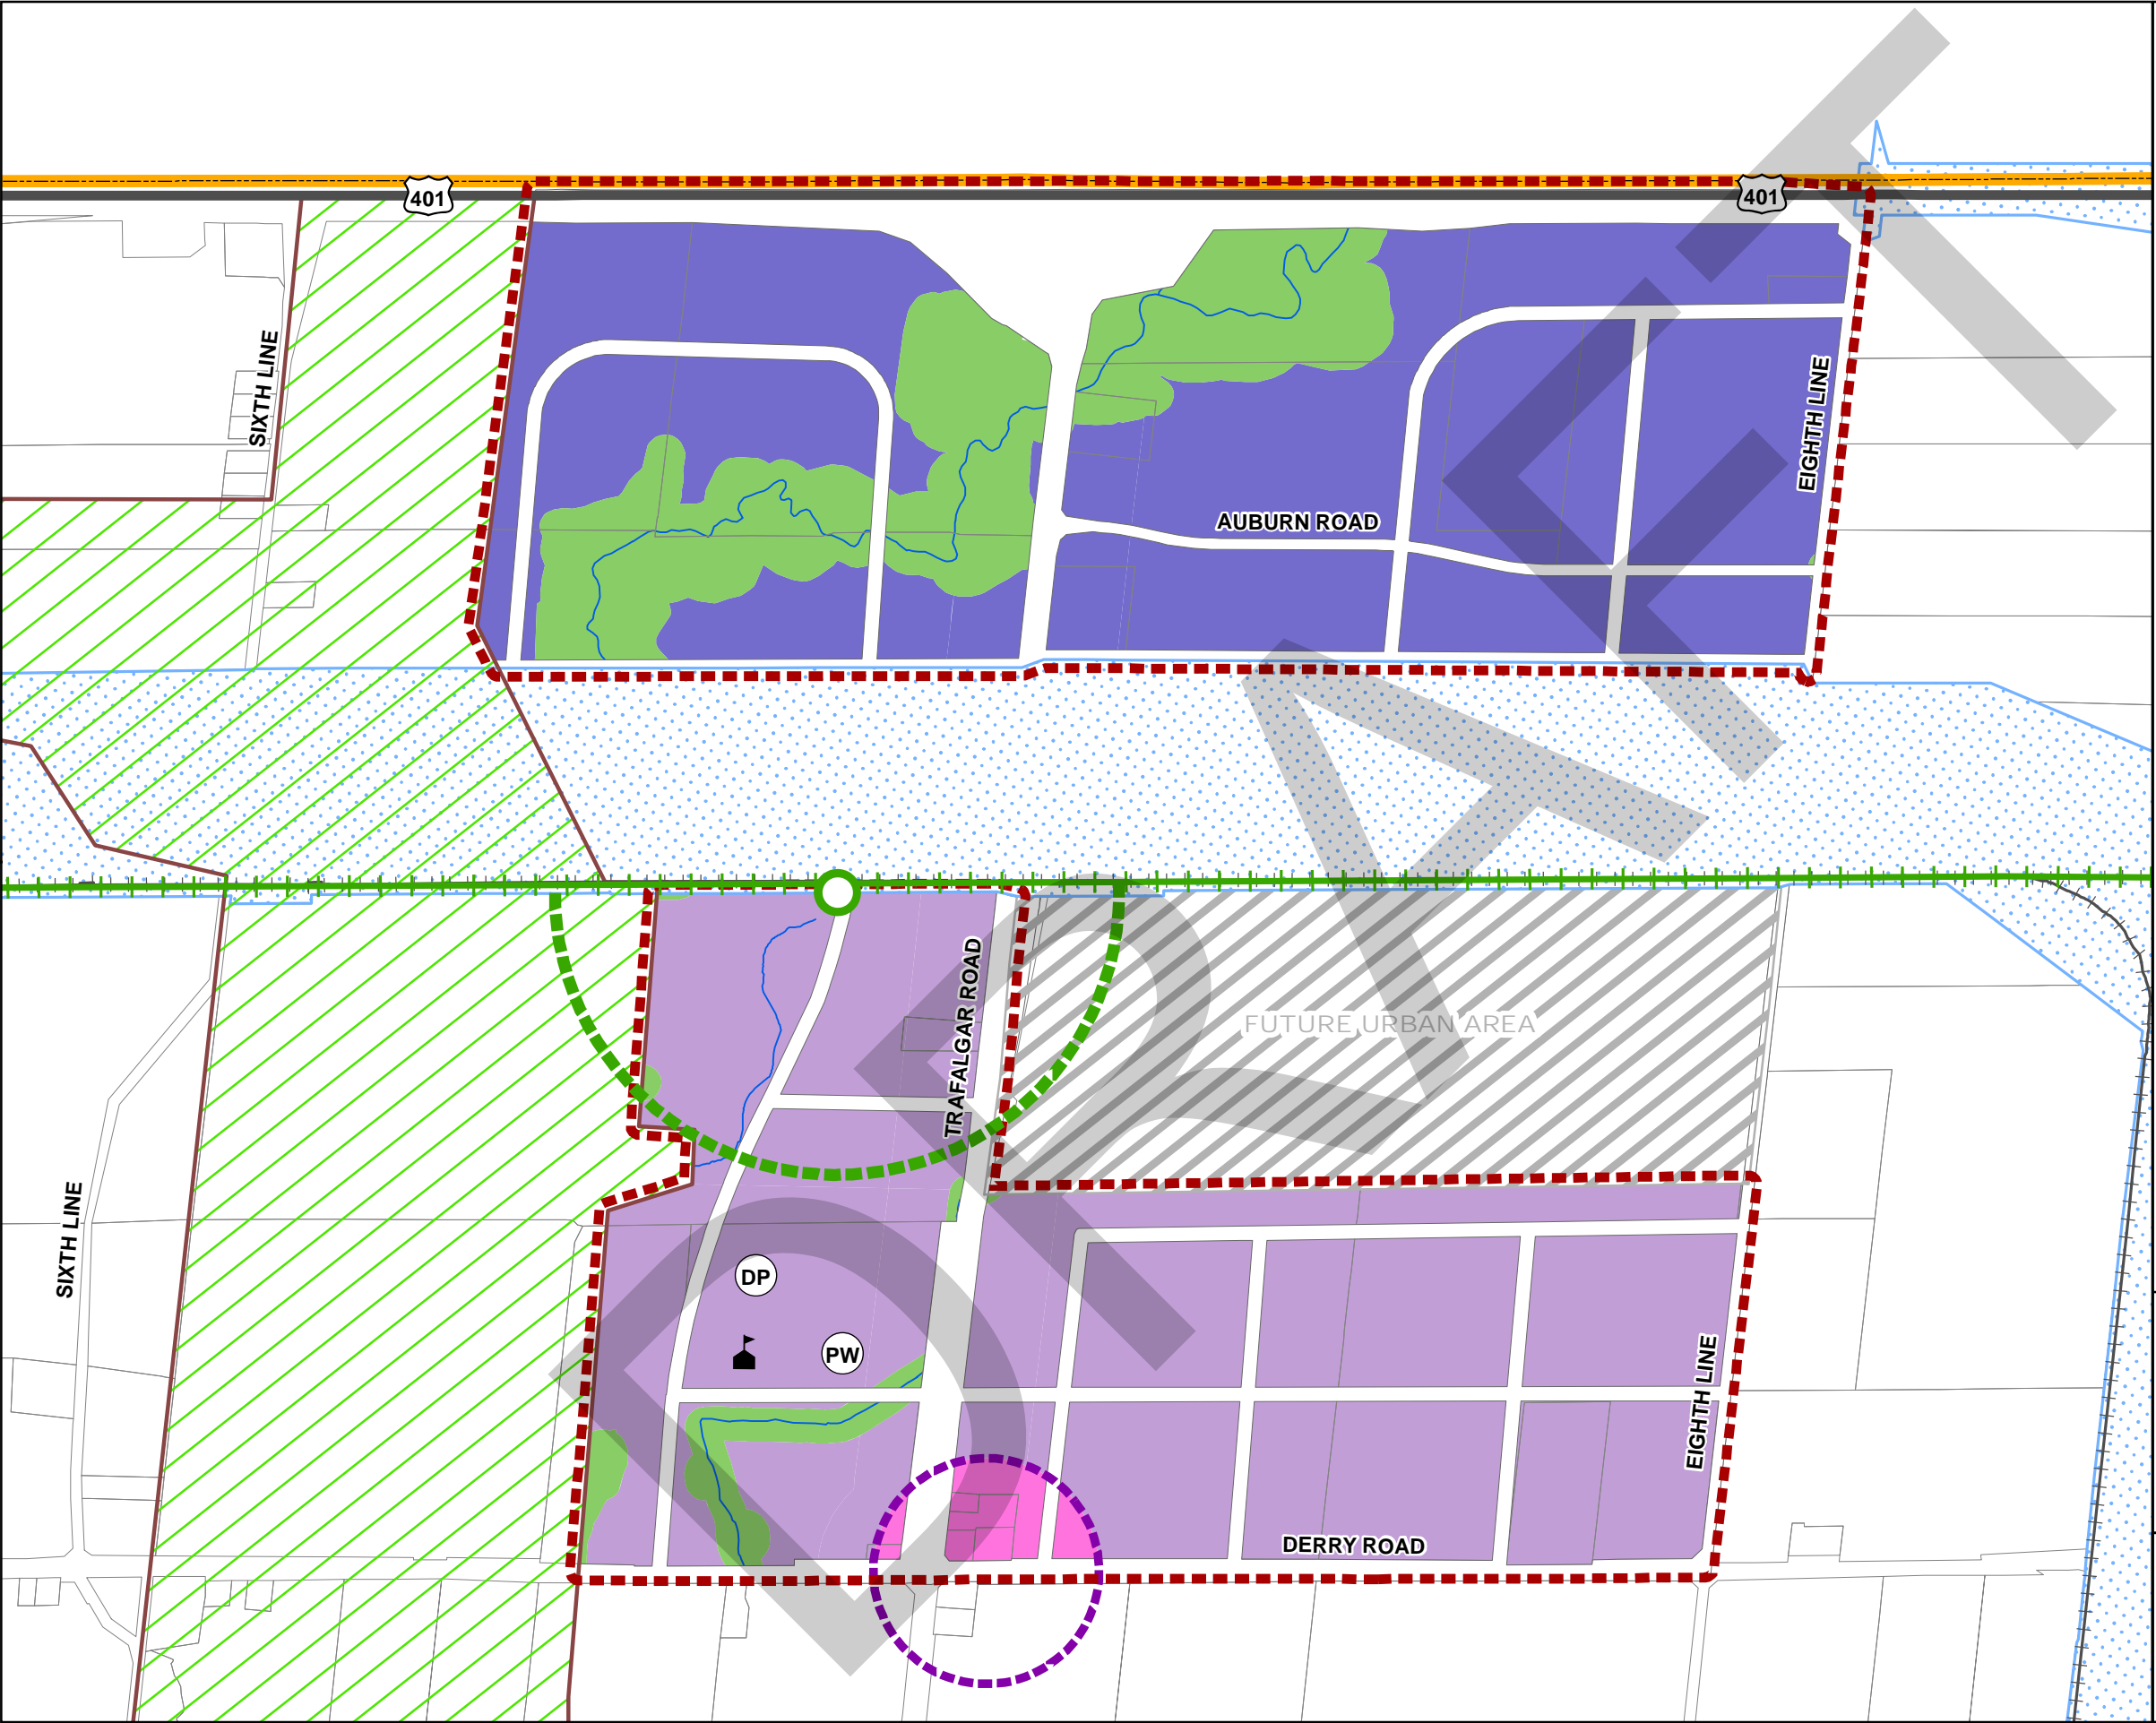 401
401
SIXTH LINE
EIGHTH LINE
AUBURN ROAD
TRAFALGAR ROAD
FUTURE URBAN AREA
SIXTH LINE
DP
PW
EIGHTH LINE
DERRY ROAD
DRAFT